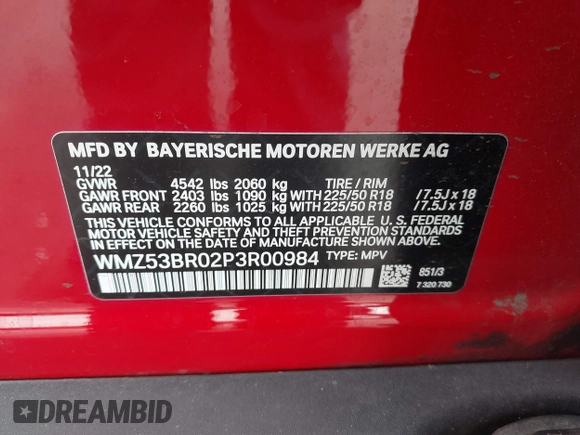 MFD BY BAYERISCHE MOTOREN WERKE AG
11/22
GVWR 4542 lbs 2060 kg TIRE / RIM
GAWR FRONT 2403 lbs 1090 kg WITH 225/50 R18 / 7.5J x 18
GAWR REAR 2260 lbs 1025 kg WITH 225/50 R18 / 7.5J x 18
THIS VEHICLE CONFORMS TO ALL APPLICABLE U. S. FEDERAL
MOTOR VEHICLE SAFETY AND THEFT PREVENTION STANDARDS
IN EFFECT ON THE DATE OF MANUFACTURE SHOWN ABOVE.
WMZ53BR02P3R00984 TYPE: MPV
851/3
7 320 730
DREAMBID